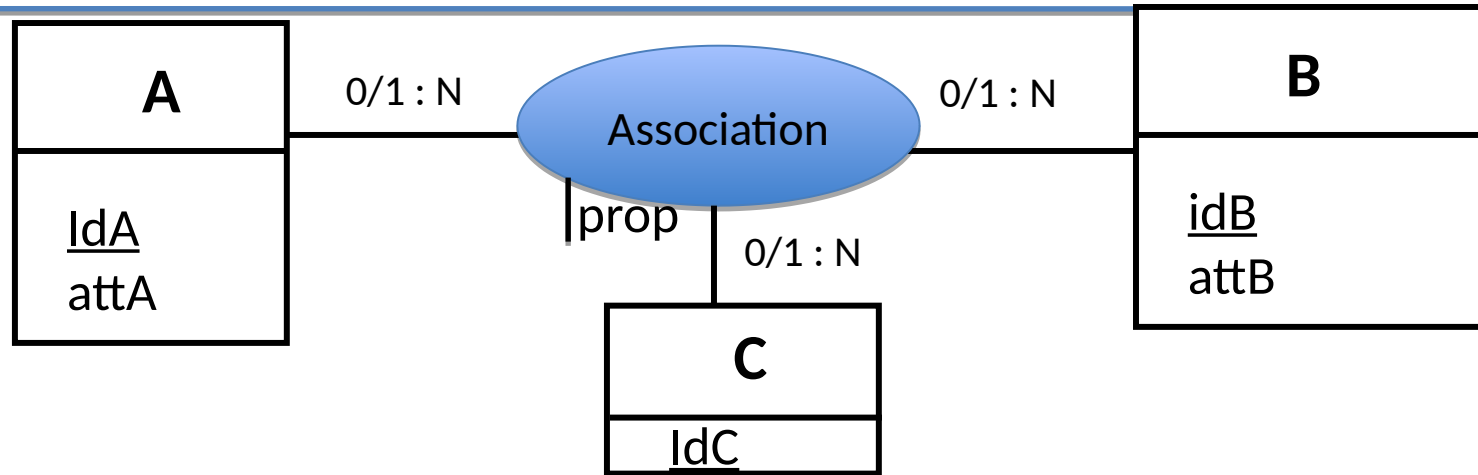 A
0/1 : N
Association
0/1 : N
B
IdA
attA
prop
0/1 : N
idB
attB
C
IdC